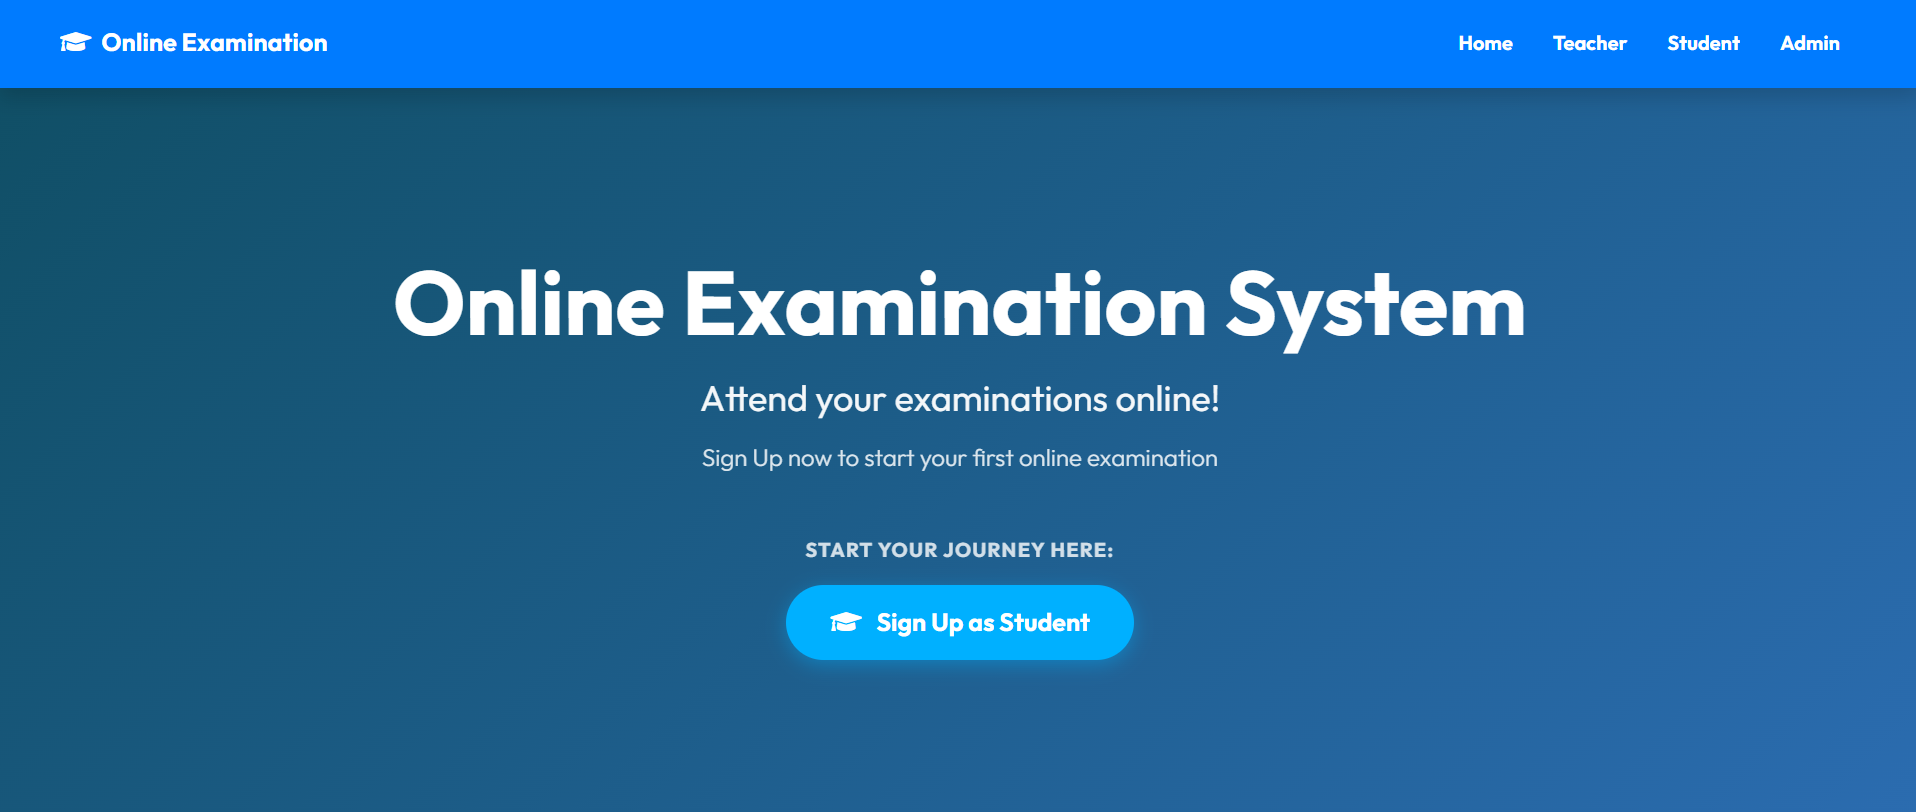 Online Examination
Home Teacher Student Admin
Online Examination System
Attend your examinations online!
Sign Up now to start your first online examination
START YOUR JOURNEY HERE:
Sign Up as Student